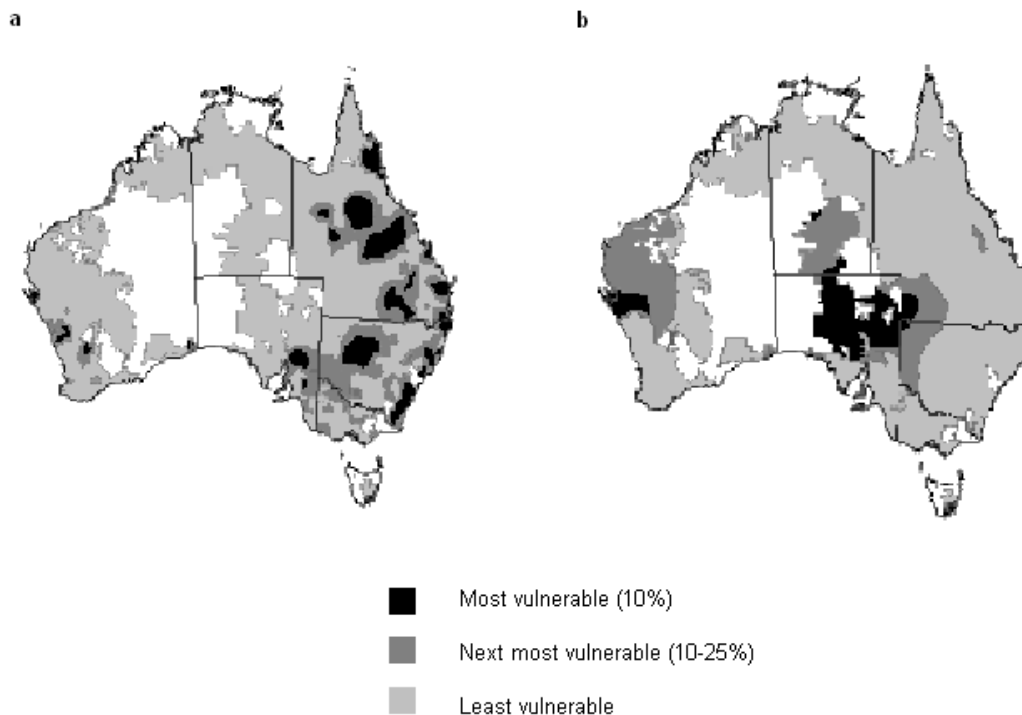 a
b
Most vulnerable (10%)
Next most vulnerable (10-25%)
Least vulnerable